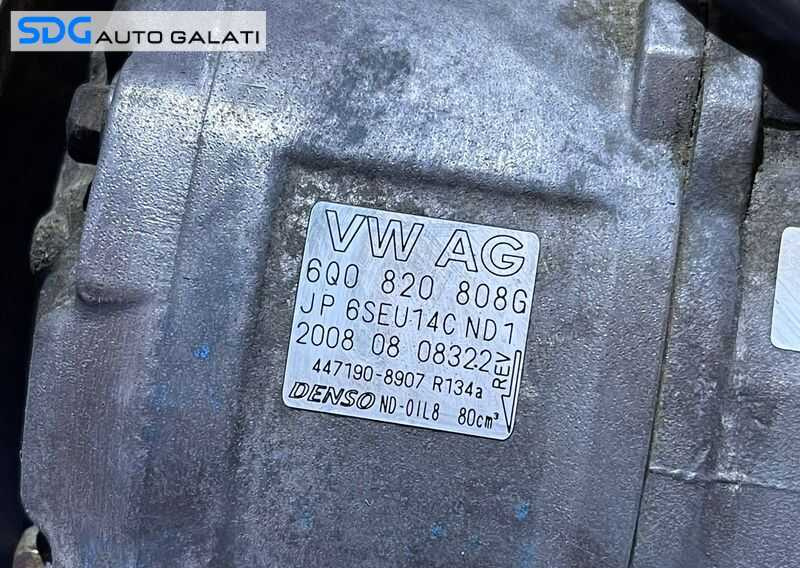 SDG AUTO GALATI
VW AG
6Q0 820 808G
JP 6SEU14C ND1
2008 08 08322
REV
447190-8907 R134a
DENSO ND-OIL8 80cm³